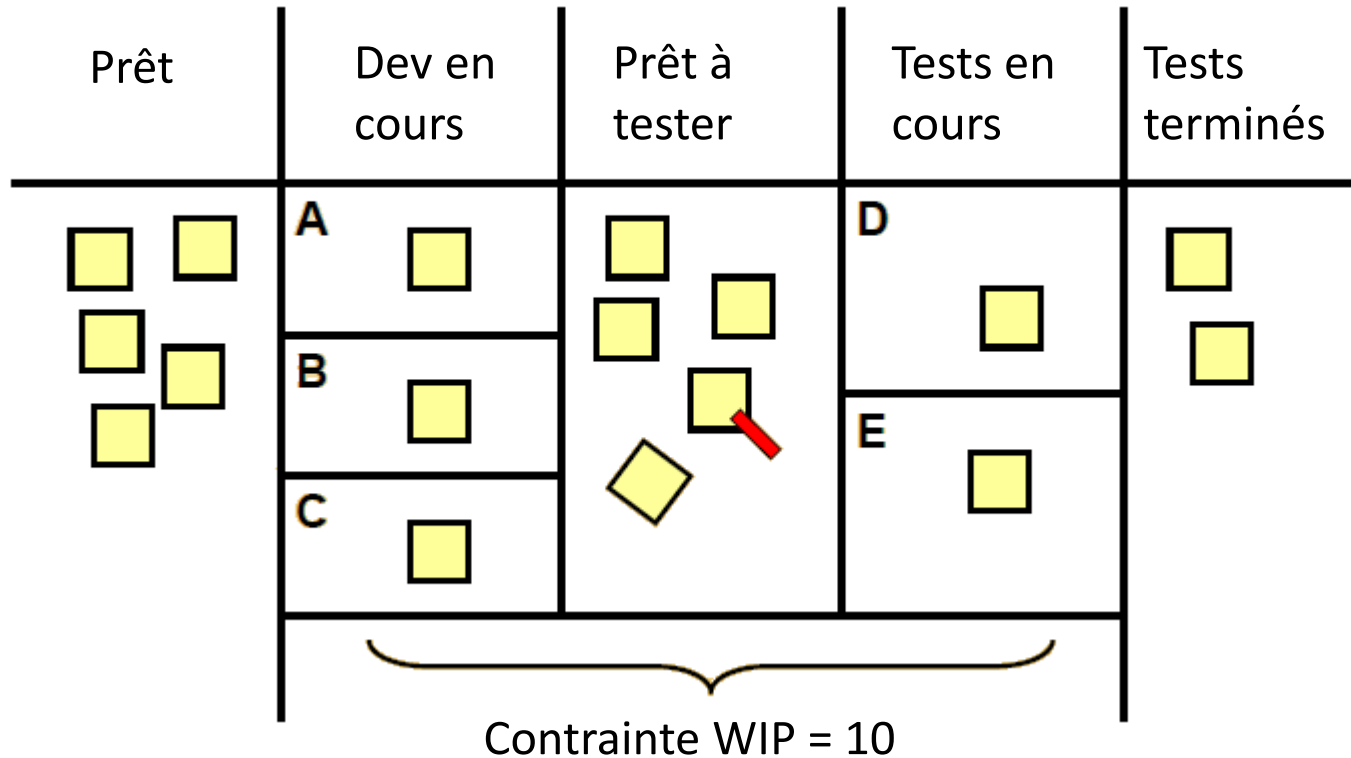 Prêt
Dev en
cours
Prêt à
tester
Tests en
cours
Tests
terminés
A
B
C
D
E
Contrainte WIP = 10